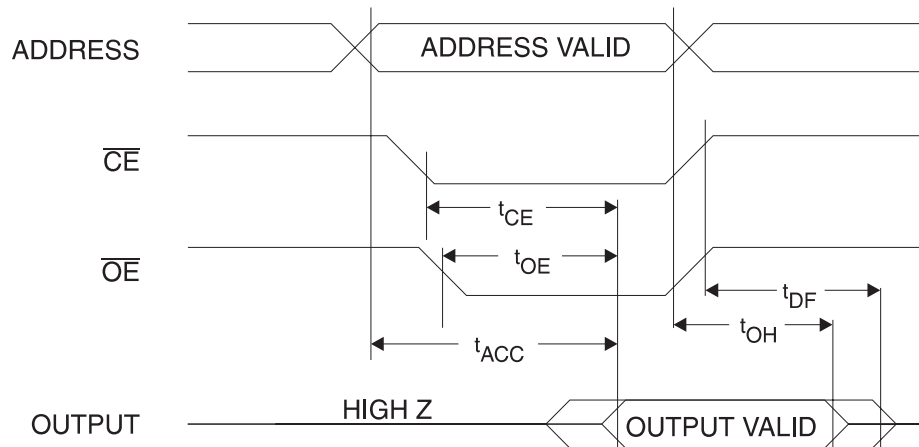 ADDRESS
ADDRESS VALID
CE
tCE
OE
tOE
tDF
tOH
tACC
HIGH Z
OUTPUT
OUTPUT VALID